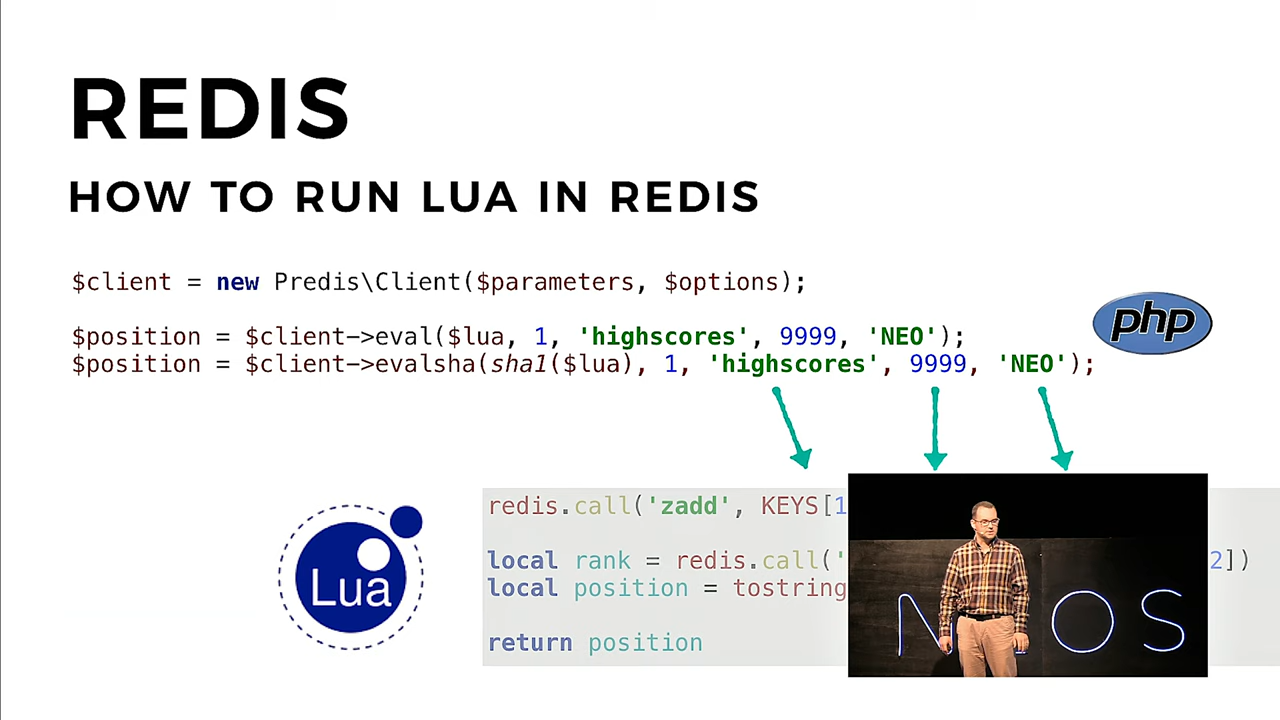 REDIS
HOW TO RUN LUA IN REDIS
$client = new Predis\Client($parameters, $options);
$position = $client->eval($lua, 1, 'highscores', 9999, 'NEO');
$position = $client->evalsha(sha1($lua), 1, 'highscores', 9999, 'NEO');
php
redis.call('zadd', KEYS[1
local rank = redis.call(' 2])
local position = tostring
return position
Lua
NEOS